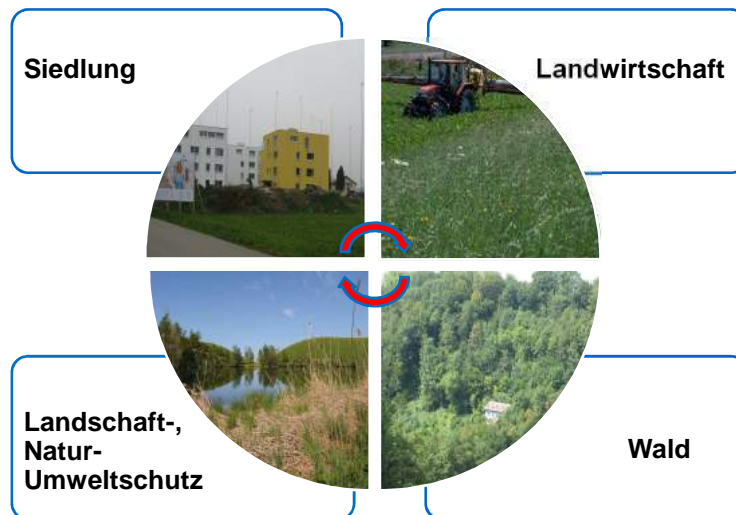 Siedlung
Landwirtschaft
Landschaft-,
Natur-
Umweltschutz
Wald